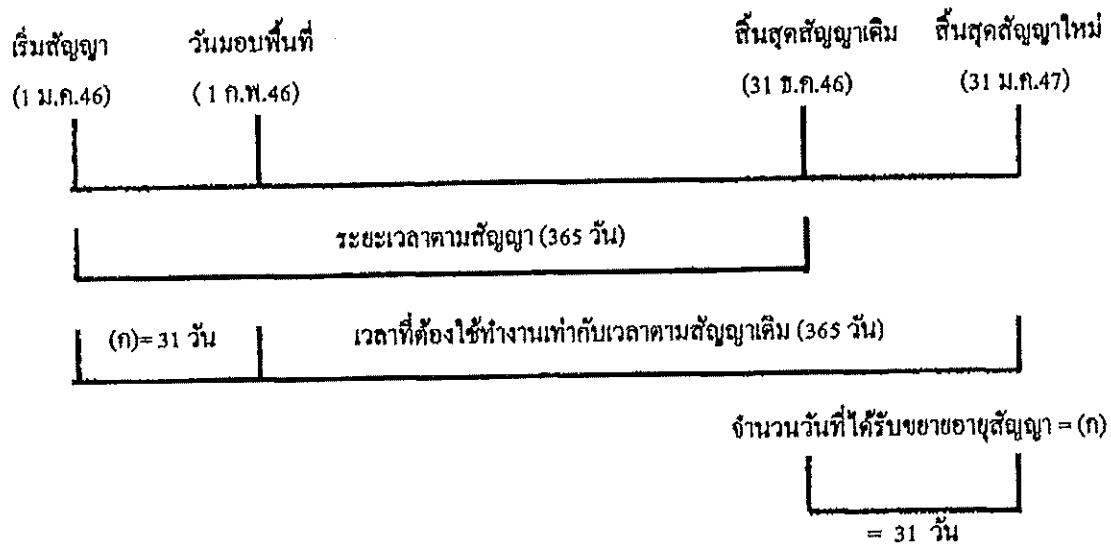 เริ่มสัญญา วันมอบพื้นที่ สิ้นสุดสัญญาเดิม สิ้นสุดสัญญาใหม่
(1 ม.ค.46) (1 ก.พ.46) (31 ธ.ค.46) (31 ม.ค.47)
ระยะเวลาตามสัญญา (365 วัน)
(ก)= 31 วัน เวลาที่ต้องใช้ทำงานเท่ากับเวลาตามสัญญาเดิม (365 วัน)
จำนวนวันที่ได้รับขยายอายุสัญญา = (ก)
= 31 วัน